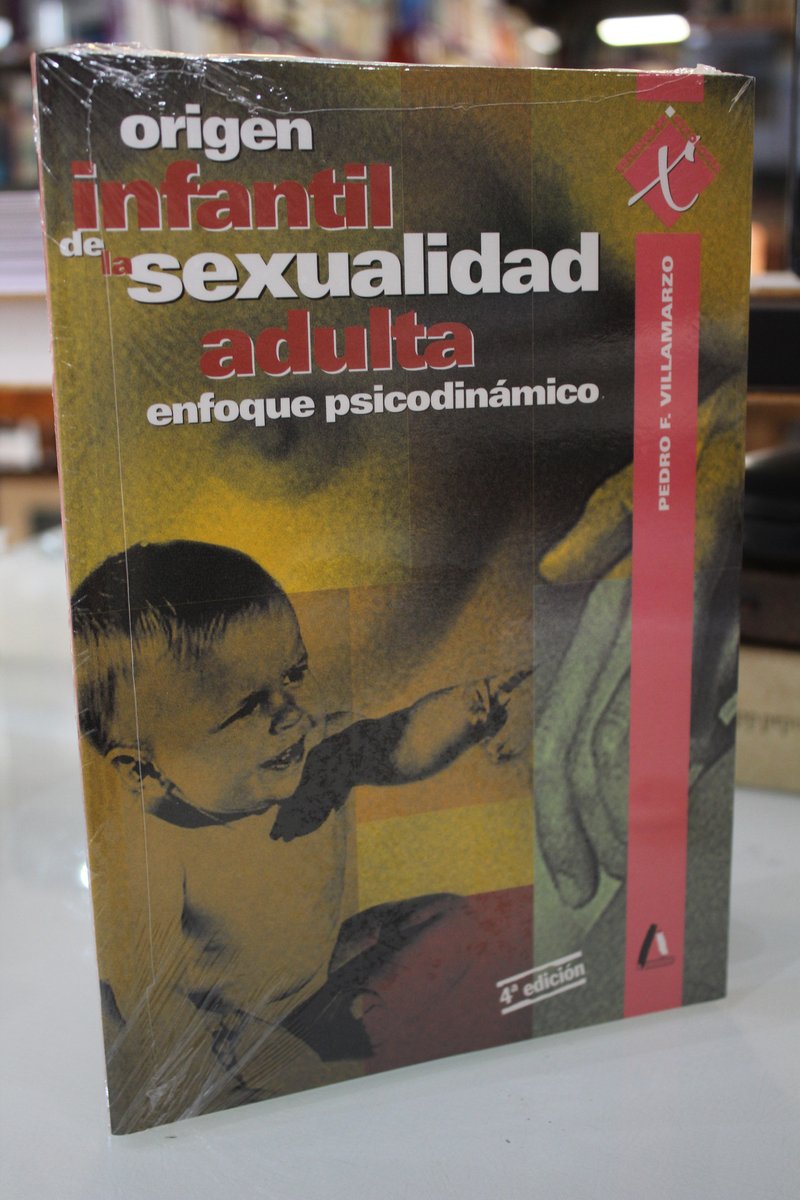 origen
infantil
de la sexualidad
adulta
enfoque psicodinámico
PEDRO F. VILLAMARZO
4ª edición